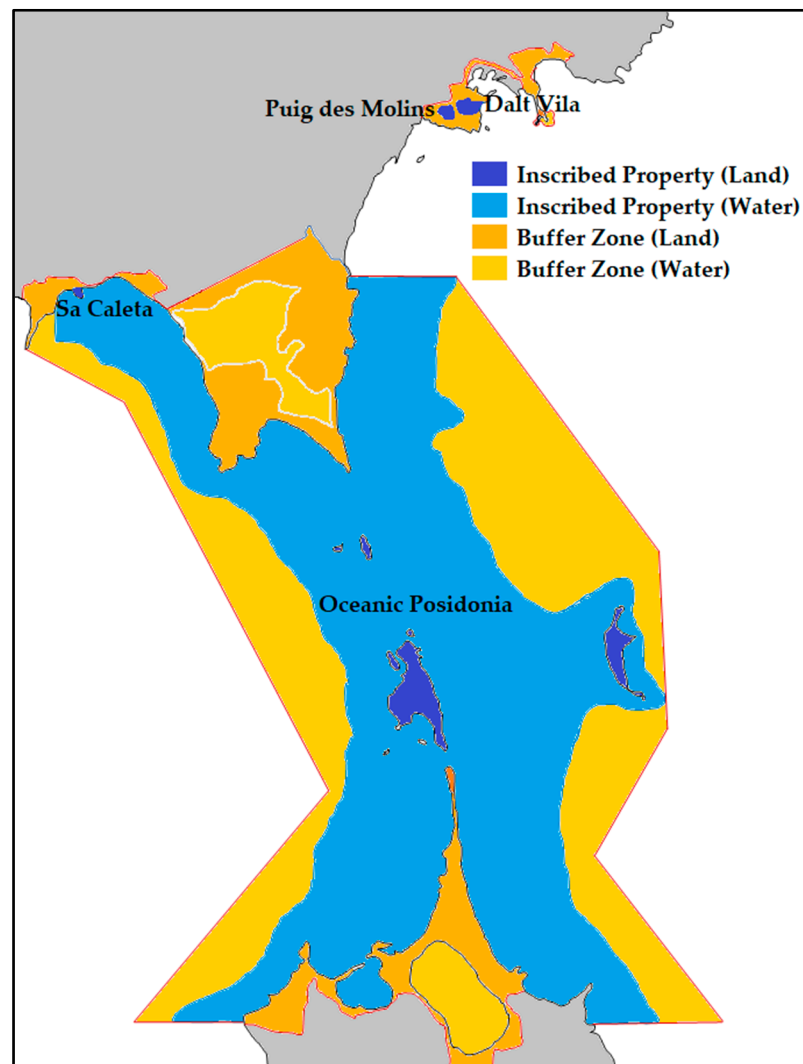 Puig des Molins
Dalt Vila
Inscribed Property (Land)
Inscribed Property (Water)
Buffer Zone (Land)
Buffer Zone (Water)
Sa Caleta
Oceanic Posidonia